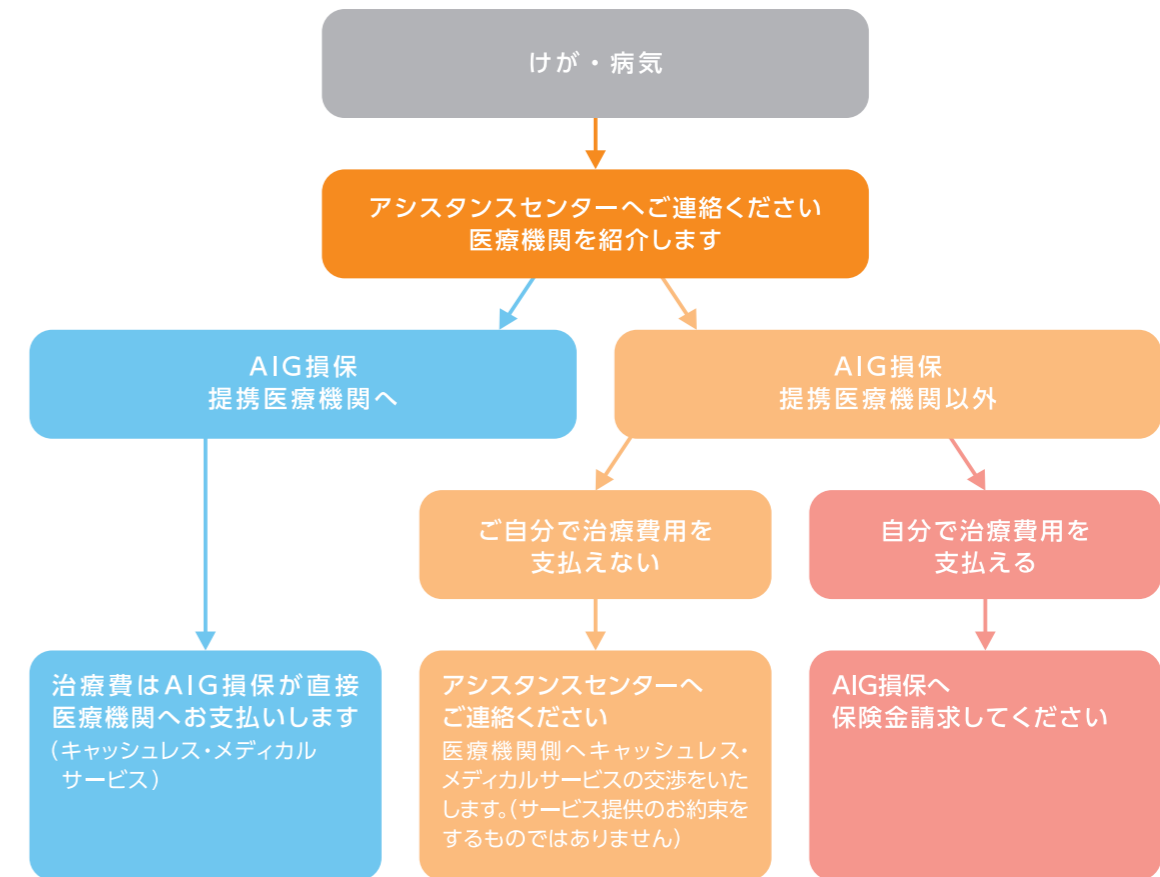 けが・病気
アシスタンスセンターへご連絡ください
医療機関を紹介します
AIG損保
提携医療機関へ
AIG損保
提携医療機関以外
ご自分で治療費用を
支払えない
自分で治療費用を
支払える
治療費はAIG損保が直接
医療機関へお支払いします
(キャッシュレス・メディカル
サービス)
アシスタンスセンターへ
ご連絡ください
医療機関側へキャッシュレス・
メディカルサービスの交渉をいた
します。(サービス提供のお約束を
するものではありません)
AIG損保へ
保険金請求してください